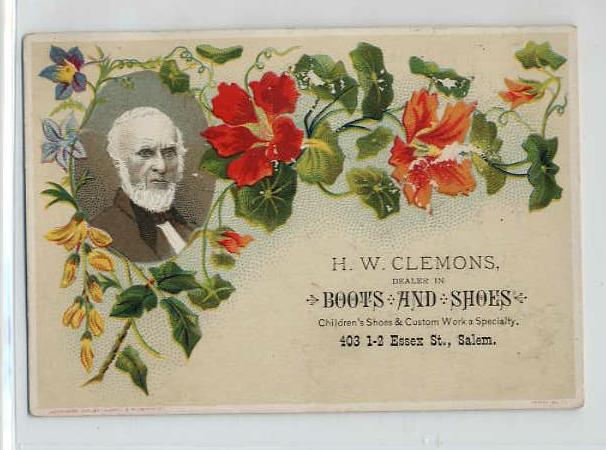 H. W. CLEMONS,
DEALER IN
BOOTS AND SHOES
Children's Shoes & Custom Work a Specialty.
403 1-2 Essex St., Salem.